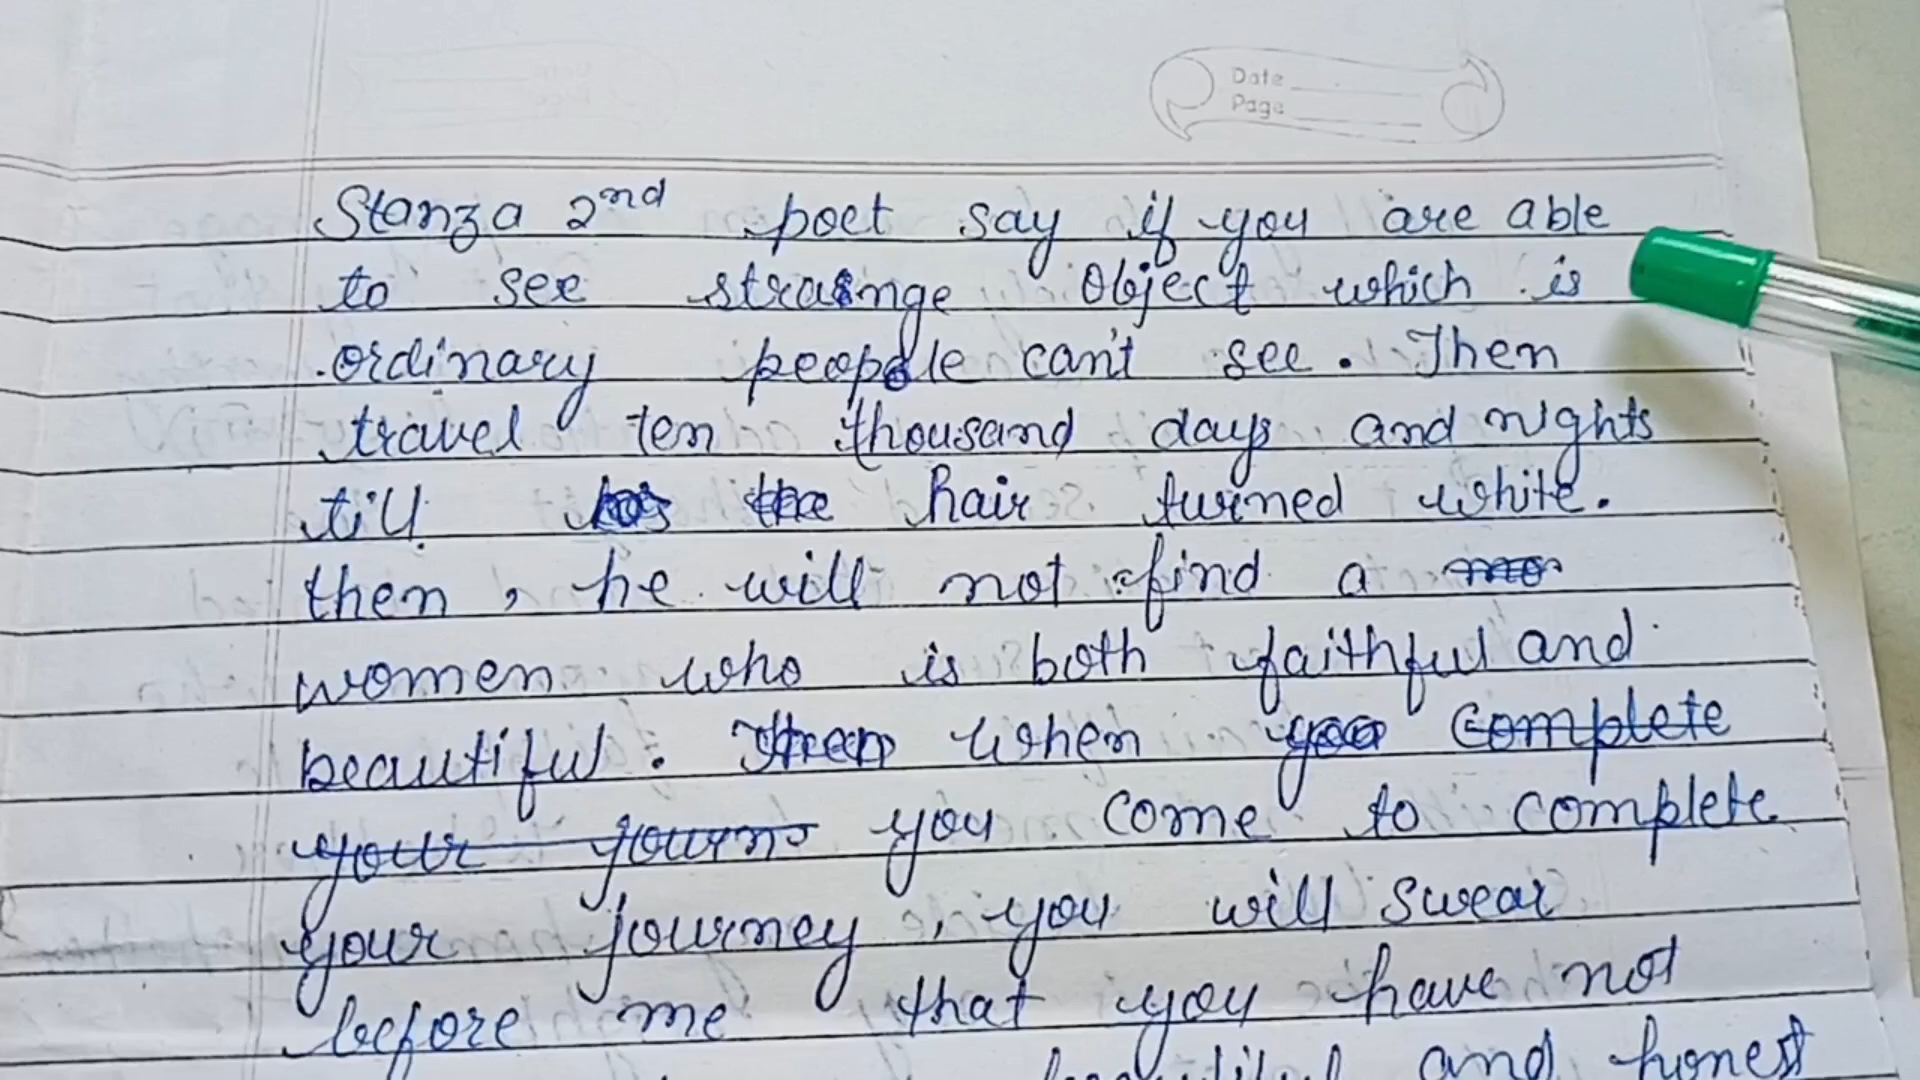 Date
Page
Stanza 2nd poet say if you are able
to see strange object which is
ordinary people can't see. Then
travel ten thousand days and nights
till hair turned white.
then, he will not find a
women who is both faithful and
beautiful. when
you come to complete
your journey, you will swear
before me that you have not
beautiful and honest